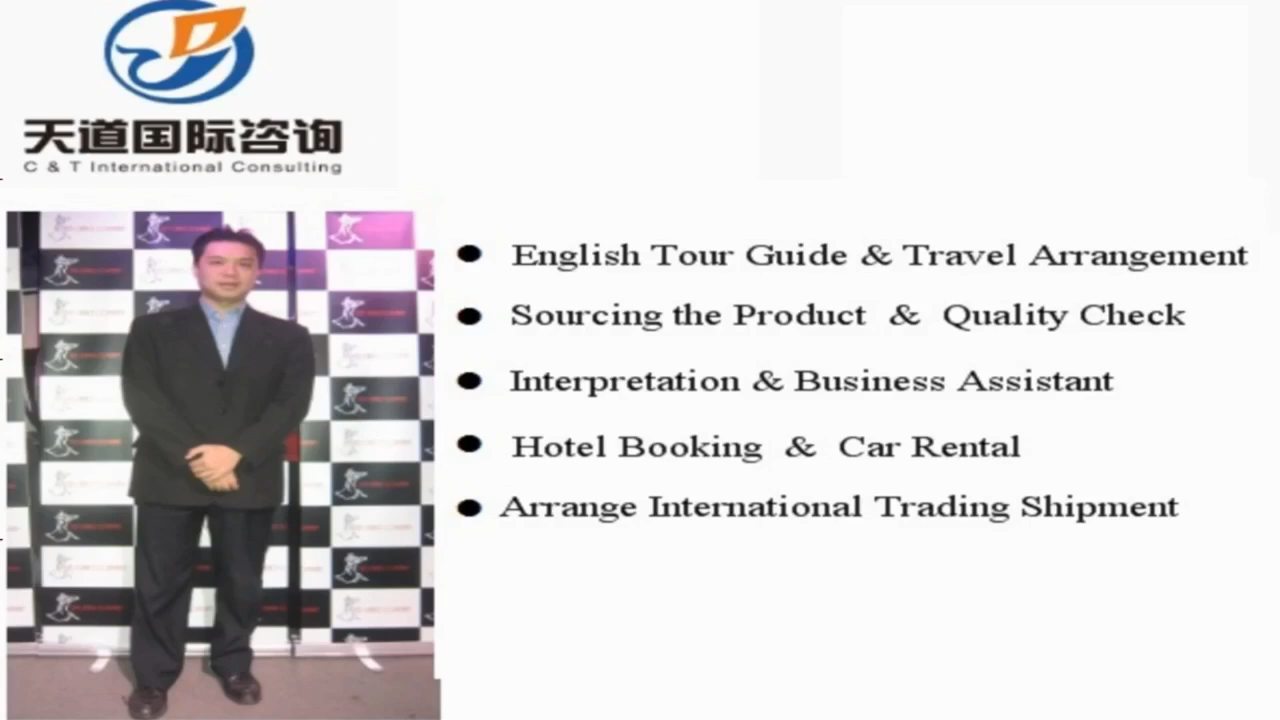 天道国际咨询
C & T International Consulting
● English Tour Guide & Travel Arrangement
● Sourcing the Product & Quality Check
● Interpretation & Business Assistant
● Hotel Booking & Car Rental
● Arrange International Trading Shipment